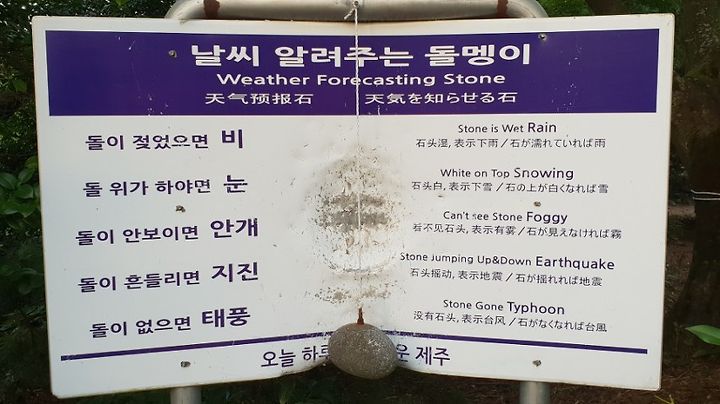 날씨 알려주는 돌멩이
Weather Forecasting Stone
天气预报石 天気を知らせる石
돌이 젖었으면 비
Stone is Wet Rain
石头湿, 表示下雨 / 石が濡れていれば雨
돌 위가 하야면 눈
White on Top Snowing
石头白, 表示下雪 / 石の上が白くなれば雪
돌이 안보이면 안개
Can't see Stone Foggy
若不见石头, 表示有雾 / 石が見えなければ霧
돌이 흔들리면 지진
Stone Jumping Up&Down Earthquake
石头摇动, 表示地震 / 石が揺れれば地震
돌이 없으면 태풍
Stone Gone Typhoon
没有石头, 表示台风 / 石がなくなれば台風
오늘 제주